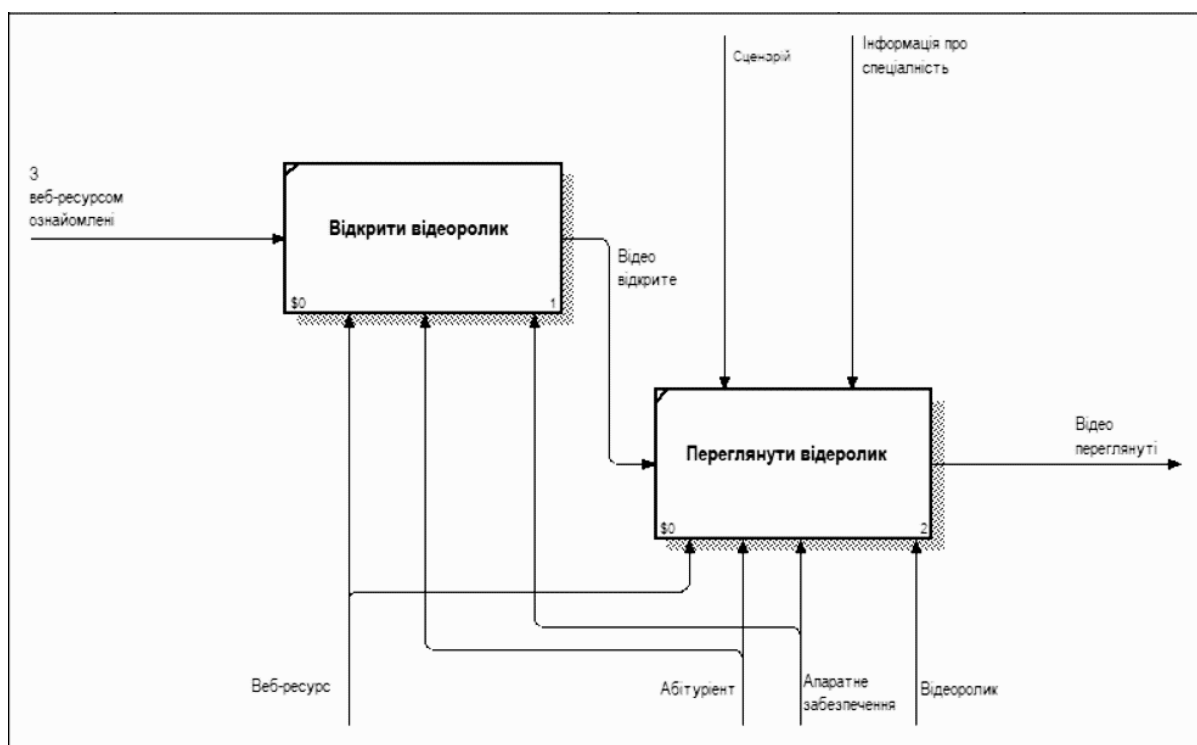 Сценарій
Інформація про
спеціалність
З
веб-ресурсом
ознайомлені
Відкрити відеоролик
$0
1
Відео
відкрите
Переглянути відеролик
$0
2
Відео
переглянуті
Веб-ресурс
Абітурієнт
Апаратне
забезпечення
Відеоролик